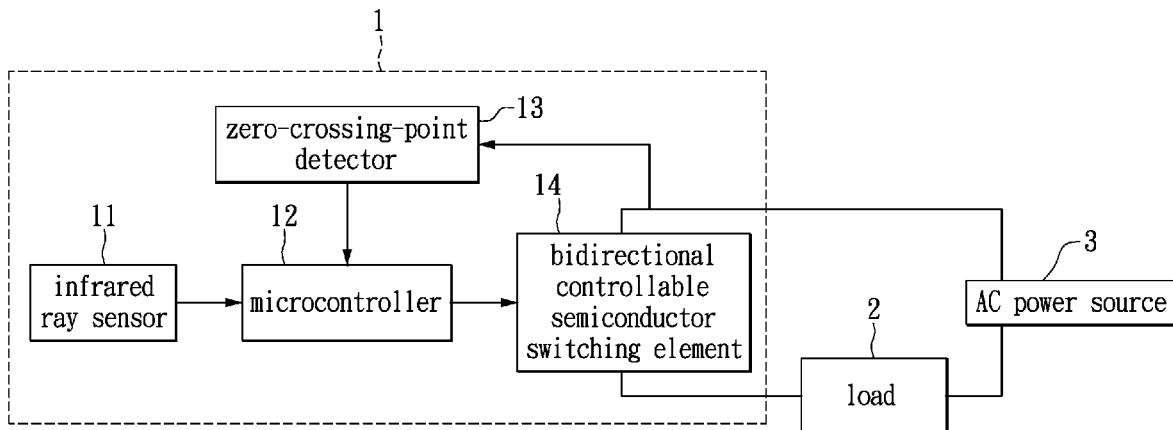 1
13
zero-crossing-point
detector
14
11
12
3
bidirectional
controllable
semiconductor
switching element
infrared
ray sensor
microcontroller
AC power source
2
load